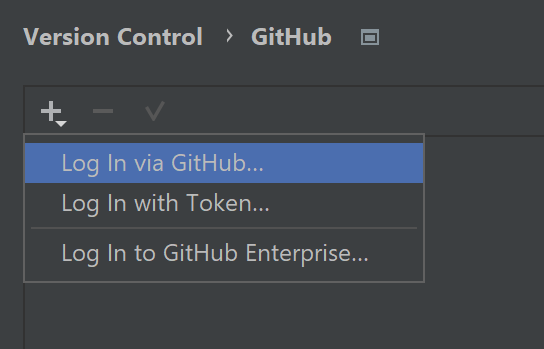 Version Control › GitHub
Log In via GitHub...
Log In with Token...
Log In to GitHub Enterprise...